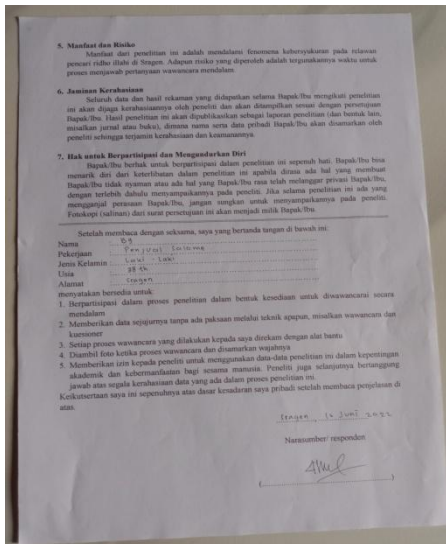 5. Manfaat dan Risiko
Manfaat dari penelitian ini adalah mendalami fenomena kebersyukuran pada relawan
pencari ridho illahi di Sragen. Adapun risiko yang diperoleh adalah tergunakannya waktu untuk
proses menjawab pertanyaan wawancara mendalam.
6. Jaminan Kerahasiaan
Seluruh data dan hasil rekaman yang didapatkan selama Bapak/Ibu mengikuti penelitian
ini akan dijaga kerahasiaannya oleh peneliti dan akan ditampilkan sesuai dengan persetujuan
Bapak/Ibu. Hasil penelitian ini akan dipublikasikan sebagai laporan penelitian (dan bentuk lain,
misalkan jurnal atau buku), dimana nama serta data pribadi Bapak/Ibu akan disamarkan oleh
peneliti sehingga terjamin kerahasiaan dan keamanannya.
7. Hak untuk Berpartisipasi dan Mengundurkan Diri
Bapak/Ibu berhak untuk berpartisipasi dalam penelitian ini sepenuh hati. Bapak/Ibu bisa
menarik diri dari keterlibatan dalam penelitian ini apabila dirasa ada hal yang membuat
Bapak/Ibu tidak nyaman atau ada hal yang Bapak/Ibu rasa telah melanggar privasi Bapak/Ibu,
dengan terlebih dahulu menyampaikannya pada peneliti. Jika selama penelitian ini ada yang
mengganjal perasaan Bapak/Ibu, jangan sungkan untuk menyampaikannya pada peneliti.
Fotokopi (salinan) dari surat persetujuan ini akan menjadi milik Bapak/Ibu.
Setelah membaca dengan seksama, saya yang bertanda tangan di bawah ini:
Nama : By
Pekerjaan :
Jenis Kelamin : Laki - Laki
Usia : th
Alamat : Sragen
menyatakan bersedia untuk:
1. Berpartisipasi dalam proses penelitian dalam bentuk kesediaan untuk diwawancarai secara
mendalam
2. Memberikan data sejujurnya tanpa ada paksaan melalui teknik apapun, misalkan wawancara dan
kuesioner
3. Setiap proses wawancara yang dilakukan kepada saya direkam dengan alat bantu
4. Diambil foto ketika proses wawancara dan disamarkan wajahnya
5. Memberikan izin kepada peneliti untuk menggunakan data-data penelitian ini dalam kepentingan
akademik dan kebermanfaatan bagi sesama manusia. Peneliti juga selanjutnya bertanggung
jawab atas segala kerahasiaan data yang ada dalam proses penelitian ini.
Keikutsertaan saya ini sepenuhnya atas dasar kesadaran saya pribadi setelah membaca penjelasan di
atas.
Sragen, 10 Juni 2022
Narasumber/ responden